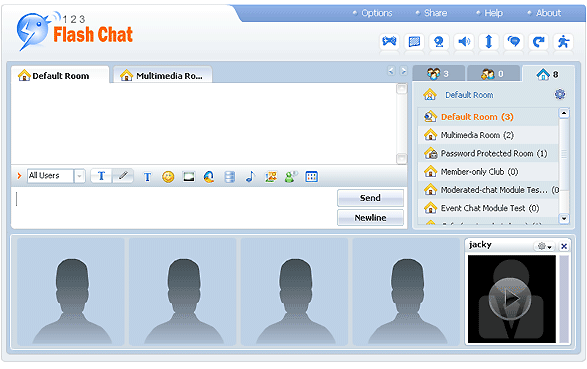 1 2 3
Flash Chat
Options
Share
Help
About
Default Room
Multimedia Ro...
3
0
8
Default Room
Default Room (3)
Multimedia Room (2)
Password Protected Room (1)
Member-only Club (0)
Moderated-chat Module Tes... (0
Event Chat Module Test (0)
All Users
T
T
Send
Newline
jacky